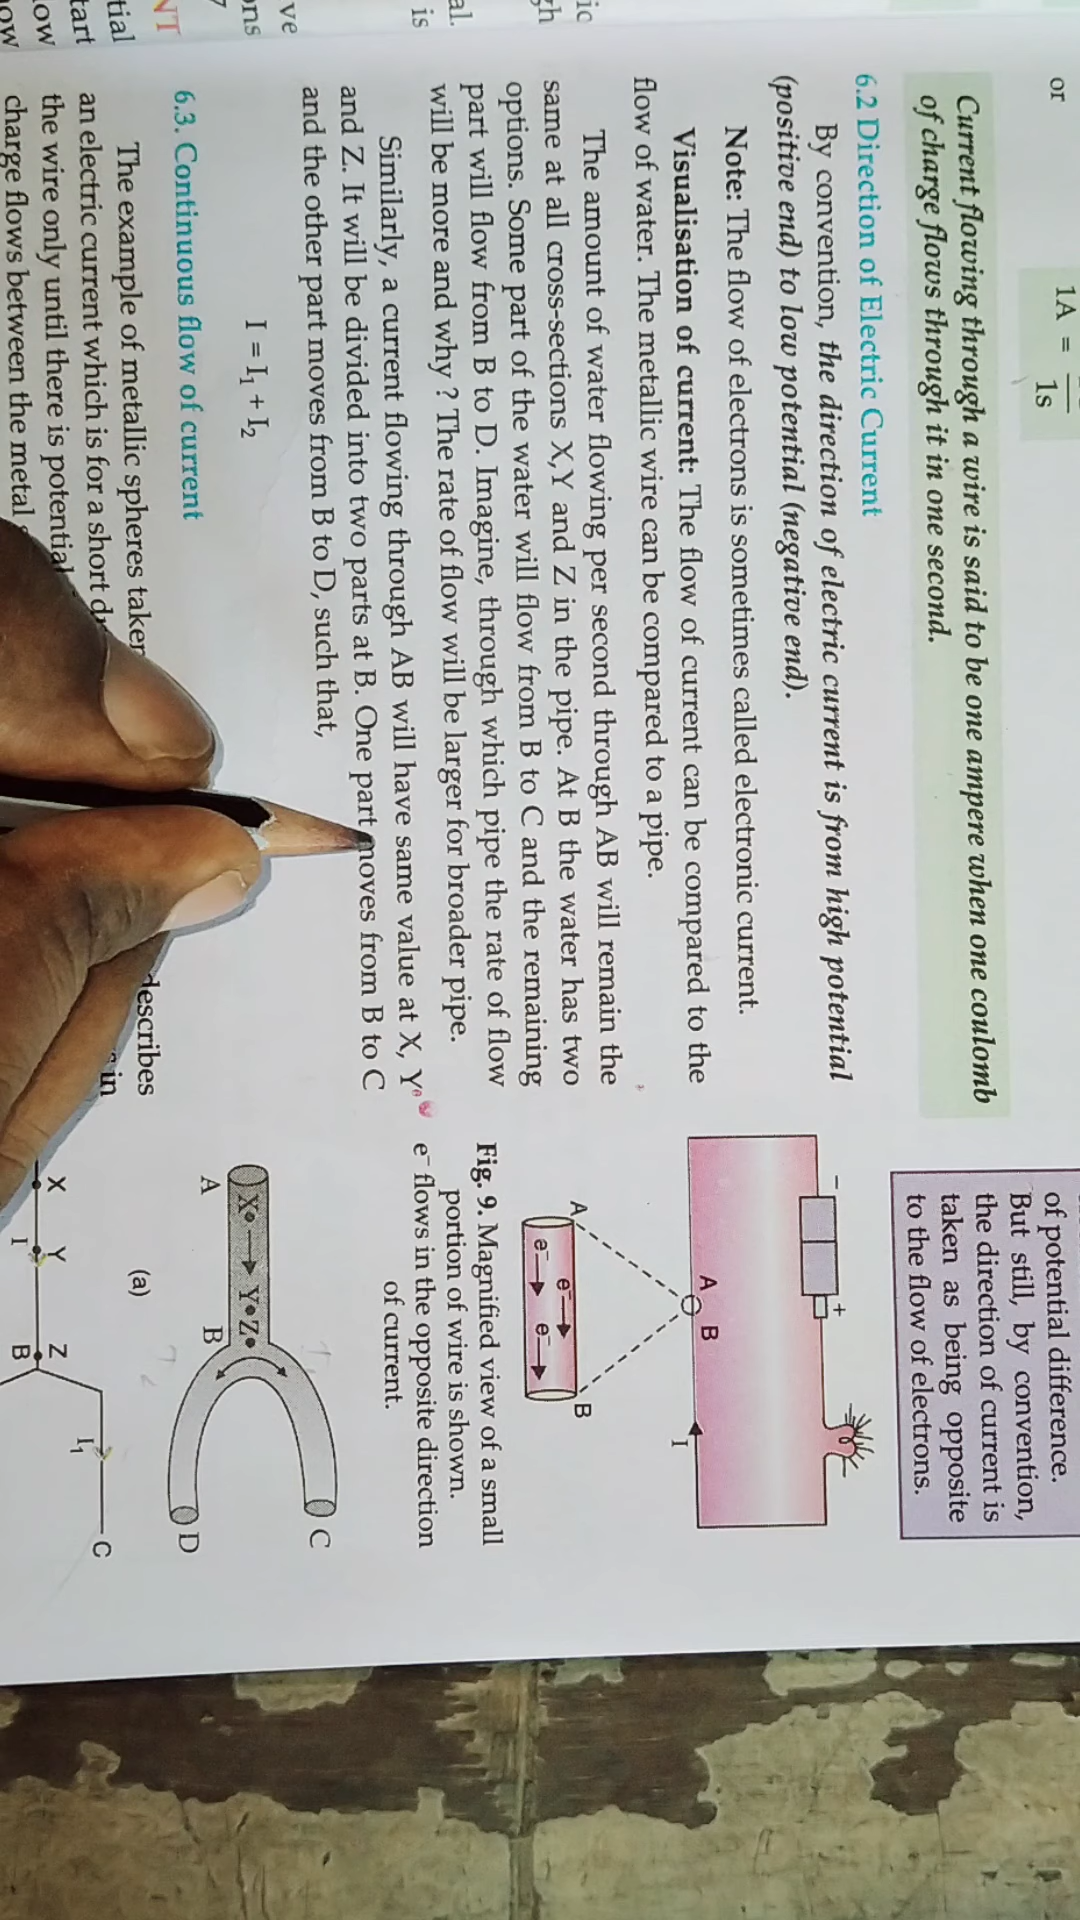 or
1A =
1s
Current flowing through a wire is said to be one ampere when one coulomb
of charge flows through it in one second.
6.2 Direction of Electric Current
By convention, the direction of electric current is from high potential
(positive end) to low potential (negative end).
Note: The flow of electrons is sometimes called electronic current.
Visualisation of current: The flow of current can be compared to the
flow of water. The metallic wire can be compared to a pipe.
The amount of water flowing per second through AB will remain the
same at all cross-sections X, Y and Z in the pipe. At B the water has two
options. Some part of the water will flow from B to C and the remaining
part will flow from B to D. Imagine, through which pipe the rate of flow
will be more and why? The rate of flow will be larger for broader pipe.
Similarly, a current flowing through AB will have same value at X, Y
and Z. It will be divided into two parts at B. One part moves from B to C
and the other part moves from B to D, such that,
I = I₁ + I₂
6.3. Continuous flow of current
The example of metallic spheres taken
describes
an electric current which is for a short
in
the wire only until there is potential
charge flows between the metal
of potential difference.
But still, by convention,
the direction of current is
taken as being opposite
to the flow of electrons.
− +
A B
I
A B
e⁻ e⁻ e⁻
Fig. 9. Magnified view of a small
portion of wire is shown.
e⁻ flows in the opposite direction
of current.
X Y Z
A B C D
(a)
X Y Z
I B I₁ C
ic
gh
al.
is
ve
ons
NT
tial
tart
low
ow